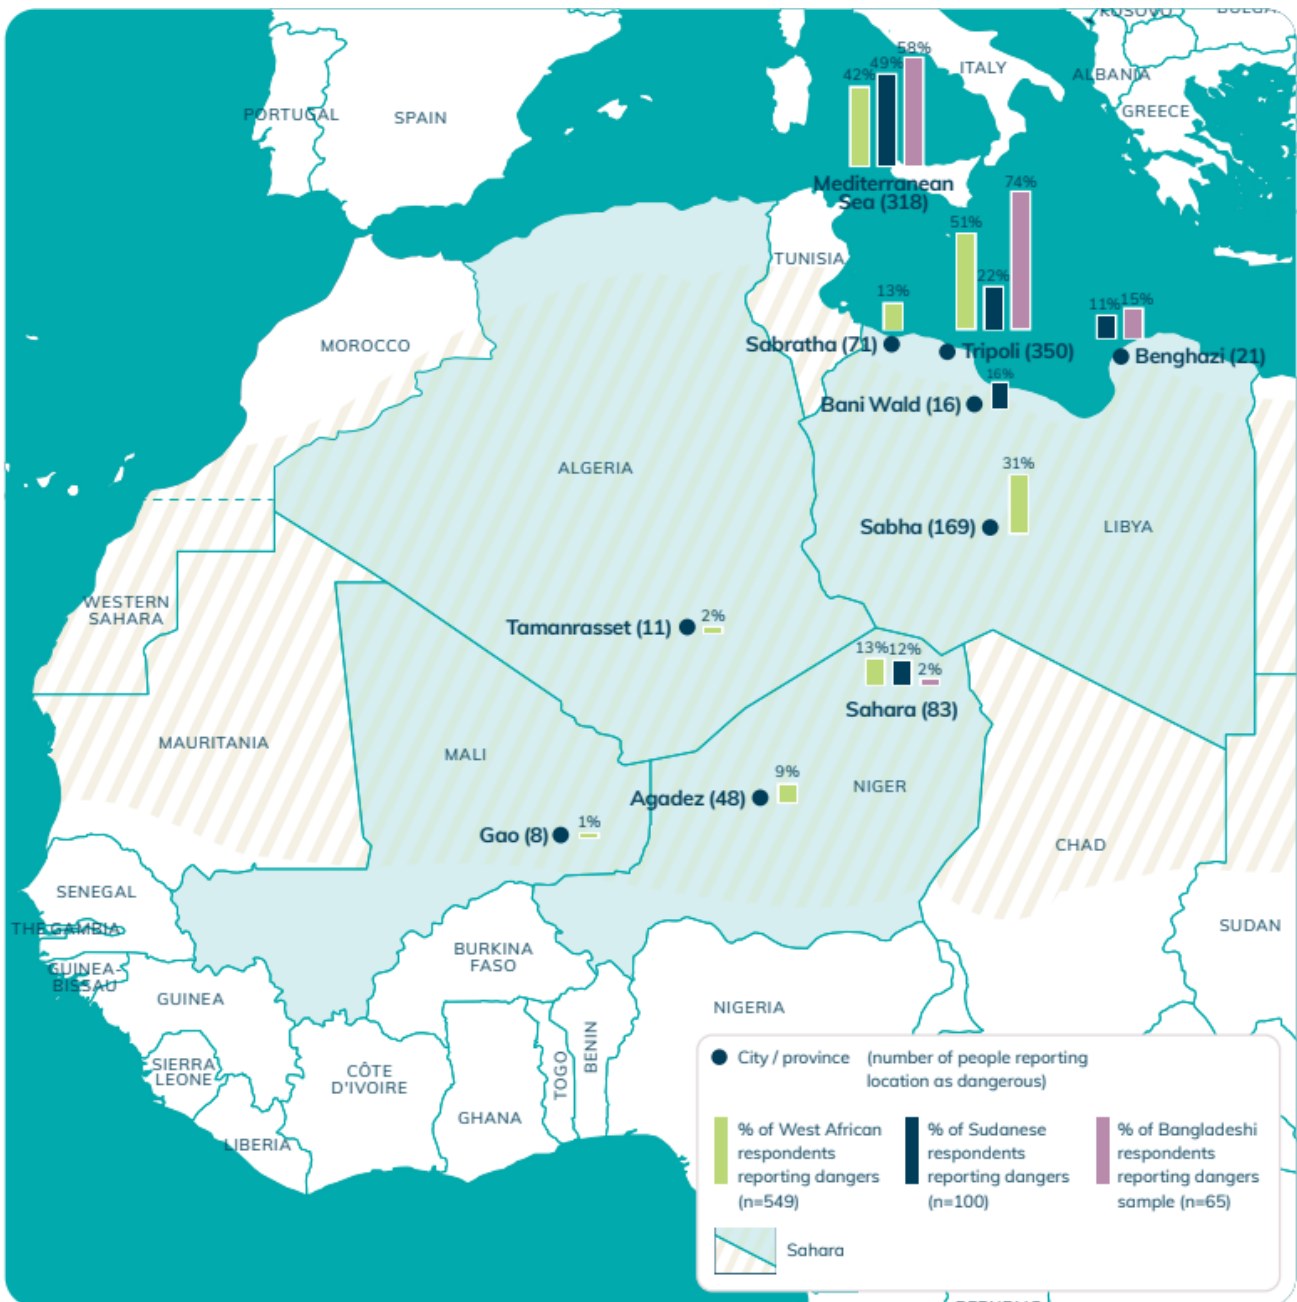 KOSOVO
58%
49%
42%
ITALY
ALBANIA
GREECE
PORTUGAL
SPAIN
Mediterranean
Sea (318)
74%
51%
22%
TUNISIA
13%
11%
15%
MOROCCO
Sabratha (71)
Tripoli (350)
Benghazi (21)
16%
Bani Wald (16)
ALGERIA
31%
Sabha (169)
LIBYA
WESTERN
SAHARA
Tamanrasset (11)
2%
13%
12%
2%
Sahara (83)
MAURITANIA
MALI
9%
NIGER
Agadez (48)
1%
Gao (8)
CHAD
SENEGAL
THE GAMBIA
SUDAN
GUINEA-
BISSAU
BURKINA
FASO
GUINEA
NIGERIA
SIERRA
LEONE
CÔTE
D'IVOIRE
TOGO
BENIN
GHANA
LIBERIA
City / province (number of people reporting
location as dangerous)
% of West African
respondents
reporting dangers
(n=549)
% of Sudanese
respondents
reporting dangers
(n=100)
% of Bangladeshi
respondents
reporting dangers
sample (n=65)
Sahara